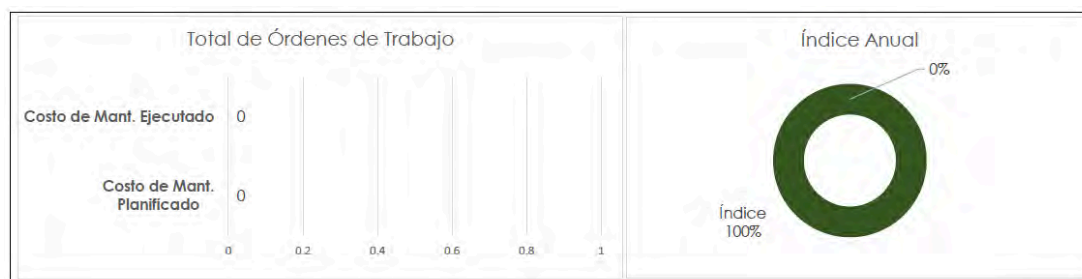 Total de Órdenes de Trabajo
Costo de Mant. Ejecutado
0
Costo de Mant.
Planificado
0
0
0.2
0.4
0.6
0.8
1
Índice Anual
0%
Índice
100%